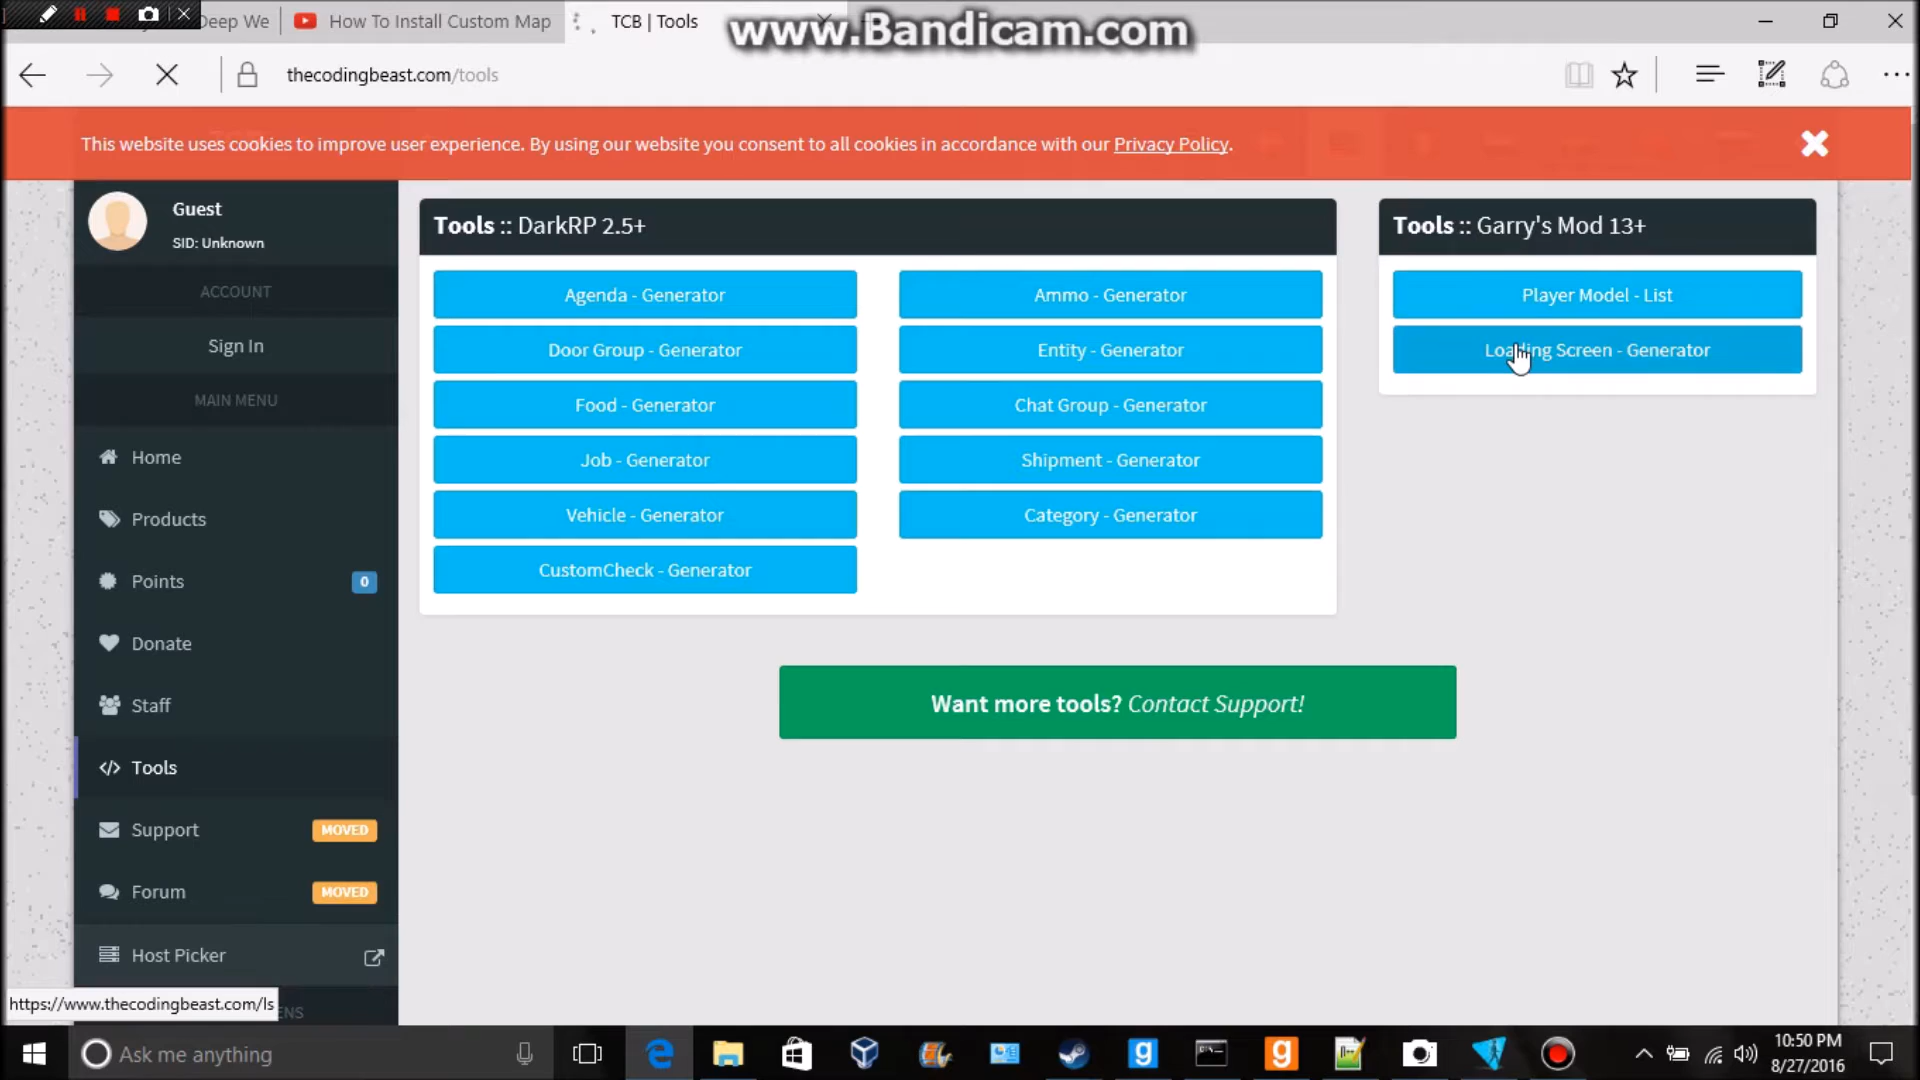 www.Bandicam.com
Deep We
How To Install Custom Map
TCB | Tools
thecodingbeast.com/tools
This website uses cookies to improve user experience. By using our website you consent to all cookies in accordance with our Privacy Policy.
Guest
SID: Unknown
ACCOUNT
Sign In
MAIN MENU
Home
Products
Points 0
Donate
Staff
Tools
Support MOVED
Forum MOVED
Host Picker
ENS
https://www.thecodingbeast.com/ls
Tools :: DarkRP 2.5+
Agenda - Generator
Ammo - Generator
Door Group - Generator
Entity - Generator
Food - Generator
Chat Group - Generator
Job - Generator
Shipment - Generator
Vehicle - Generator
Category - Generator
CustomCheck - Generator
Tools :: Garry's Mod 13+
Player Model - List
Loading Screen - Generator
Want more tools? Contact Support!
Ask me anything
10:50 PM
8/27/2016